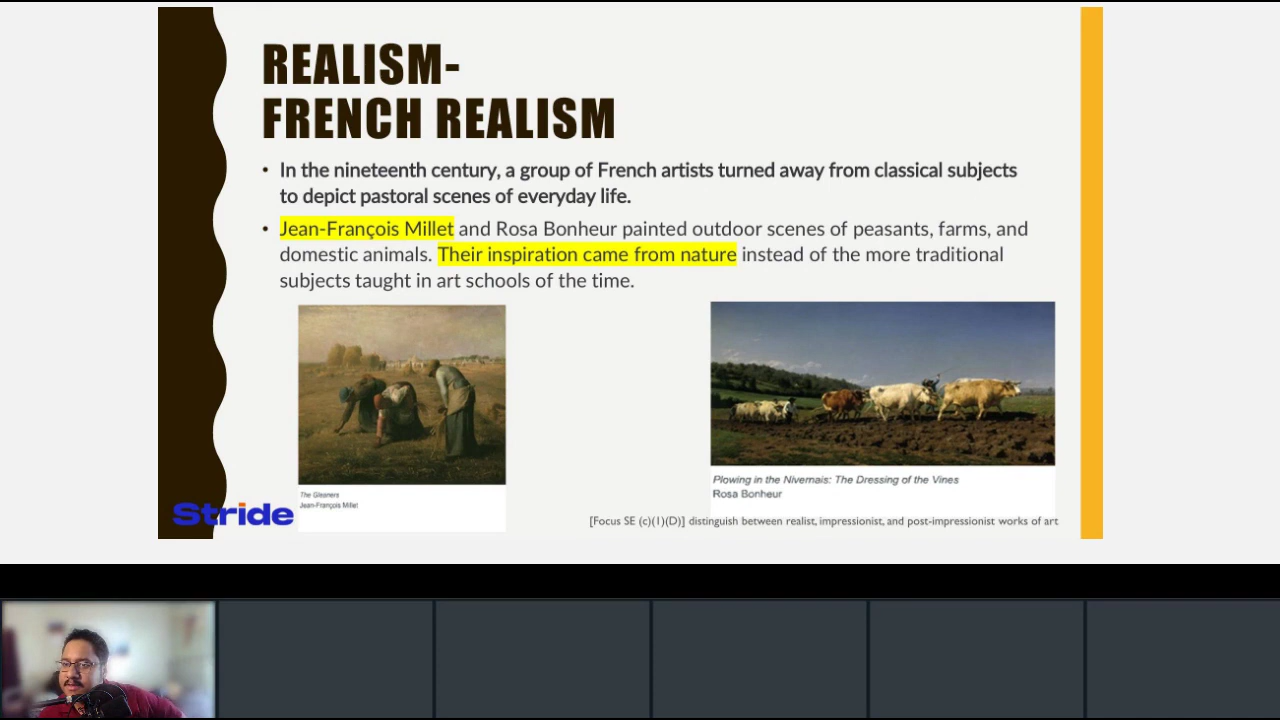 REALISM-
FRENCH REALISM
• In the nineteenth century, a group of French artists turned away from classical subjects
to depict pastoral scenes of everyday life.
• Jean-François Millet and Rosa Bonheur painted outdoor scenes of peasants, farms, and
domestic animals. Their inspiration came from nature instead of the more traditional
subjects taught in art schools of the time.
The Gleaners
Jean-François Millet
Plowing in the Nivernais: The Dressing of the Vines
Rosa Bonheur
Stride
[Focus SE (c)(1)(D)] distinguish between realist, impressionist, and post-impressionist works of art